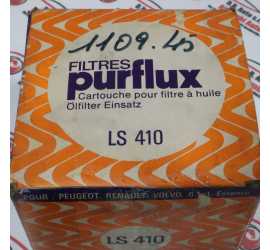 1109.45
FILTRES
purflux
Cartouche pour filtre à huile
Ölfilter Einsatz
LS 410
POUR : PEUGEOT RENAULT VOLVO
LS 410